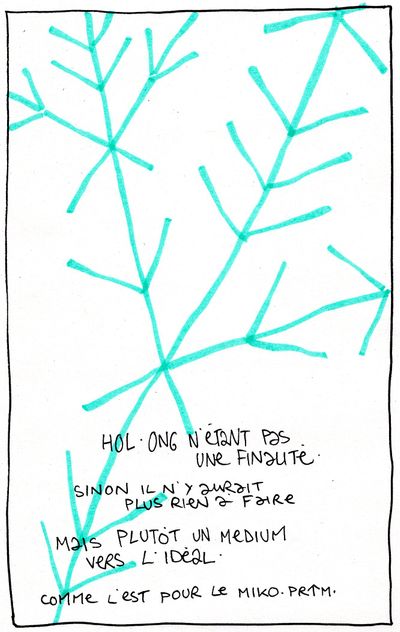 HOL·ONG N'ÉTANT PAS
UNE FINALITÉ.
SINON IL N'Y AURAIT
PLUS RIEN À FAIRE
MAIS PLUTÔT UN MEDIUM
VERS L'IDÉAL.
COMME L'EST POUR LE MIKO.PRTM.